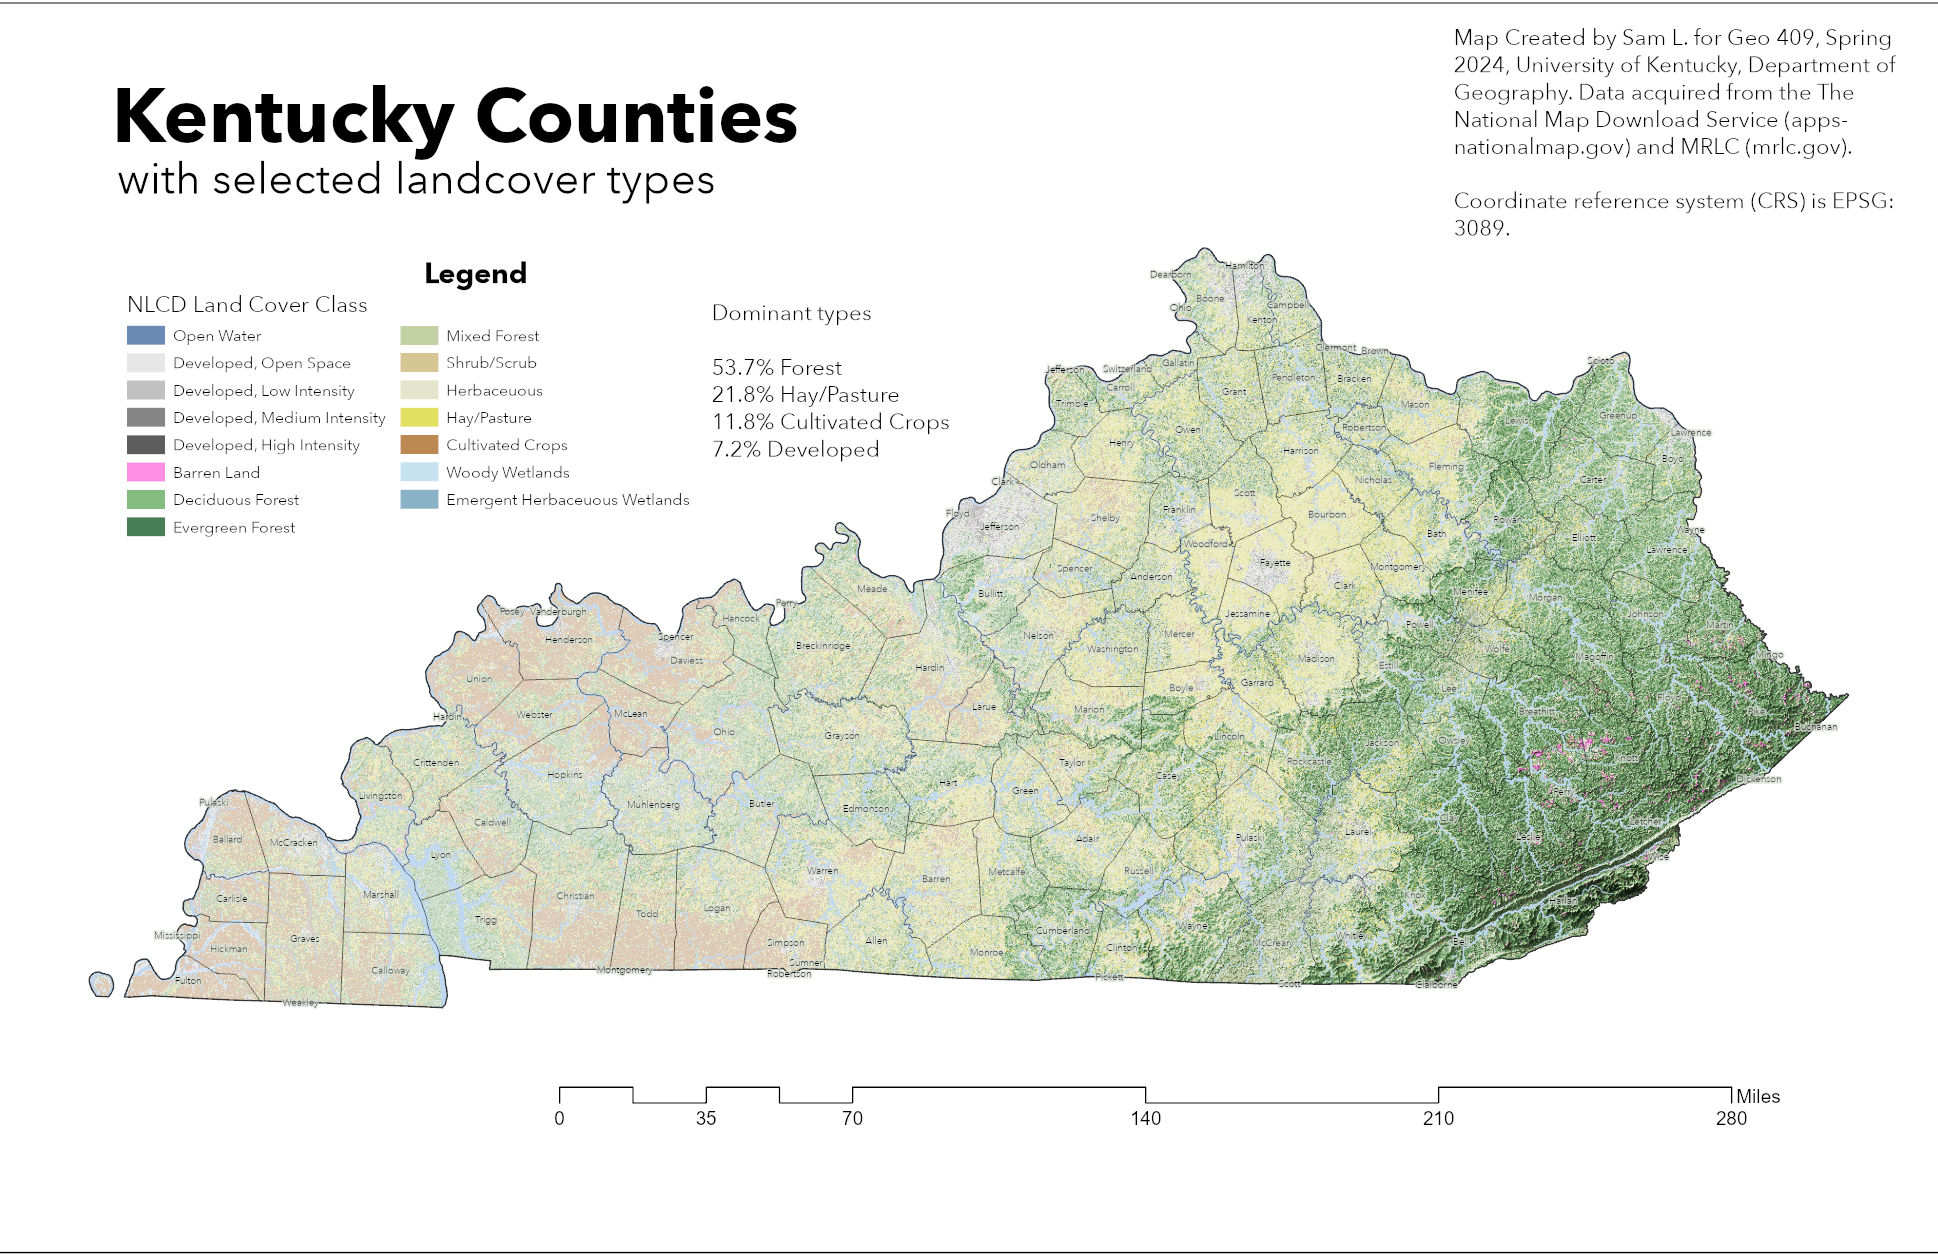 Map Created by Sam L. for Geo 409, Spring
2024, University of Kentucky, Department of
Geography. Data acquired from the The
National Map Download Service (apps-
nationalmap.gov) and MRLC (mrlc.gov).
Coordinate reference system (CRS) is EPSG:
3089.
Kentucky Counties
with selected landcover types
Legend
NLCD Land Cover Class
Open Water
Developed, Open Space
Developed, Low Intensity
Developed, Medium Intensity
Developed, High Intensity
Barren Land
Deciduous Forest
Evergreen Forest
Mixed Forest
Shrub/Scrub
Herbaceuous
Hay/Pasture
Cultivated Crops
Woody Wetlands
Emergent Herbaceuous Wetlands
Dominant types
53.7% Forest
21.8% Hay/Pasture
11.8% Cultivated Crops
7.2% Developed
Hamilton
Dearborn
Boone
Ohio
Campbell
Kenton
Clermont
Brown
Scioto
Jefferson
Switzerland
Gallatin
Carroll
Grant
Pendleton
Bracken
Trimble
Mason
Greenup
Lewis
Owen
Robertson
Lawrence
Henry
Harrison
Boyd
Oldham
Fleming
Clark
Nicholas
Carter
Scott
Floyd
Jefferson
Shelby
Franklin
Bourbon
Rowan
Wayne
Bath
Elliott
Woodford
Lawrence
Spencer
Anderson
Fayette
Montgomery
Meade
Bullitt
Clark
Menifee
Morgan
Perry
Posey
Vanderburgh
Hancock
Jessamine
Johnson
Martin
Powell
Henderson
Spencer
Nelson
Mercer
Washington
Breckinridge
Wolfe
Magoffin
Mingo
Daviess
Hardin
Madison
Estill
Union
Boyle
Garrard
Lee
Floyd
Hardin
Webster
McLean
Larue
Marion
Breathitt
Pike
Buchanan
Ohio
Grayson
Lincoln
Jackson
Owsley
Crittenden
Taylor
Rockcastle
Knott
Hopkins
Casey
Dickenson
Livingston
Hart
Green
Perry
Pulaski
Muhlenberg
Butler
Edmonson
Clay
Letcher
Caldwell
Ballard
McCracken
Adair
Pulaski
Laurel
Leslie
Lyon
Wise
Warren
Barren
Metcalfe
Russell
Carlisle
Marshall
Christian
Knox
Harlan
Todd
Logan
Trigg
Wayne
Mississippi
Graves
Hickman
Simpson
Allen
Cumberland
Clinton
McCreary
Whitley
Bell
Monroe
Sumner
Calloway
Montgomery
Robertson
Fulton
Pickett
Scott
Claiborne
Weakley
0
35
70
140
210
280
Miles